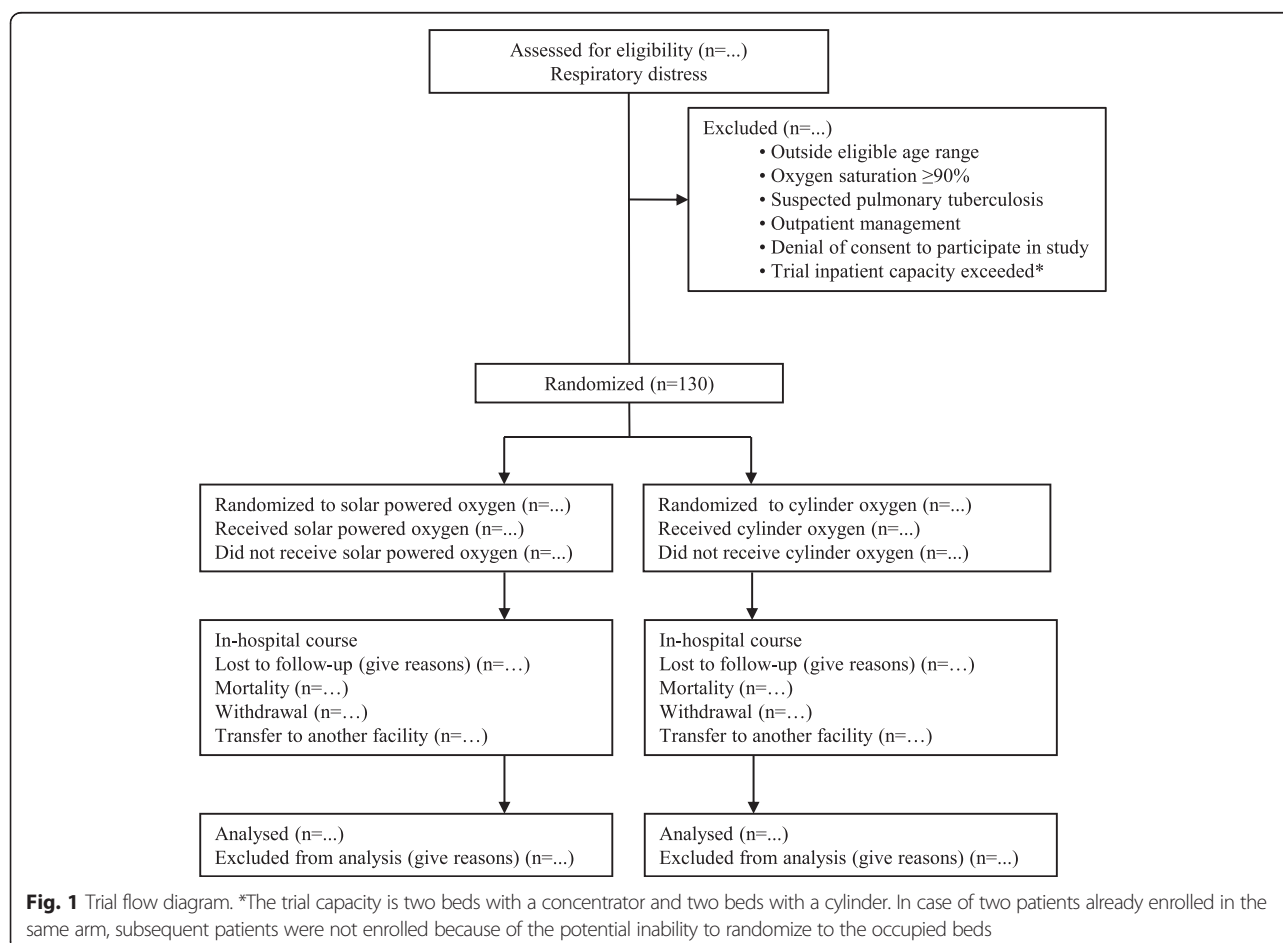 Assessed for eligibility (n=...)
Respiratory distress
Excluded (n=...)
• Outside eligible age range
• Oxygen saturation ≥90%
• Suspected pulmonary tuberculosis
• Outpatient management
• Denial of consent to participate in study
• Trial inpatient capacity exceeded*
Randomized (n=130)
Randomized to solar powered oxygen (n=...)
Received solar powered oxygen (n=...)
Did not receive solar powered oxygen (n=...)
Randomized to cylinder oxygen (n=...)
Received cylinder oxygen (n=...)
Did not receive cylinder oxygen (n=...)
In-hospital course
Lost to follow-up (give reasons) (n=…)
Mortality (n=…)
Withdrawal (n=…)
Transfer to another facility (n=…)
In-hospital course
Lost to follow-up (give reasons) (n=…)
Mortality (n=…)
Withdrawal (n=…)
Transfer to another facility (n=…)
Analysed (n=...)
Excluded from analysis (give reasons) (n=...)
Analysed (n=...)
Excluded from analysis (give reasons) (n=...)
Fig. 1 Trial flow diagram. *The trial capacity is two beds with a concentrator and two beds with a cylinder. In case of two patients already enrolled in the
same arm, subsequent patients were not enrolled because of the potential inability to randomize to the occupied beds